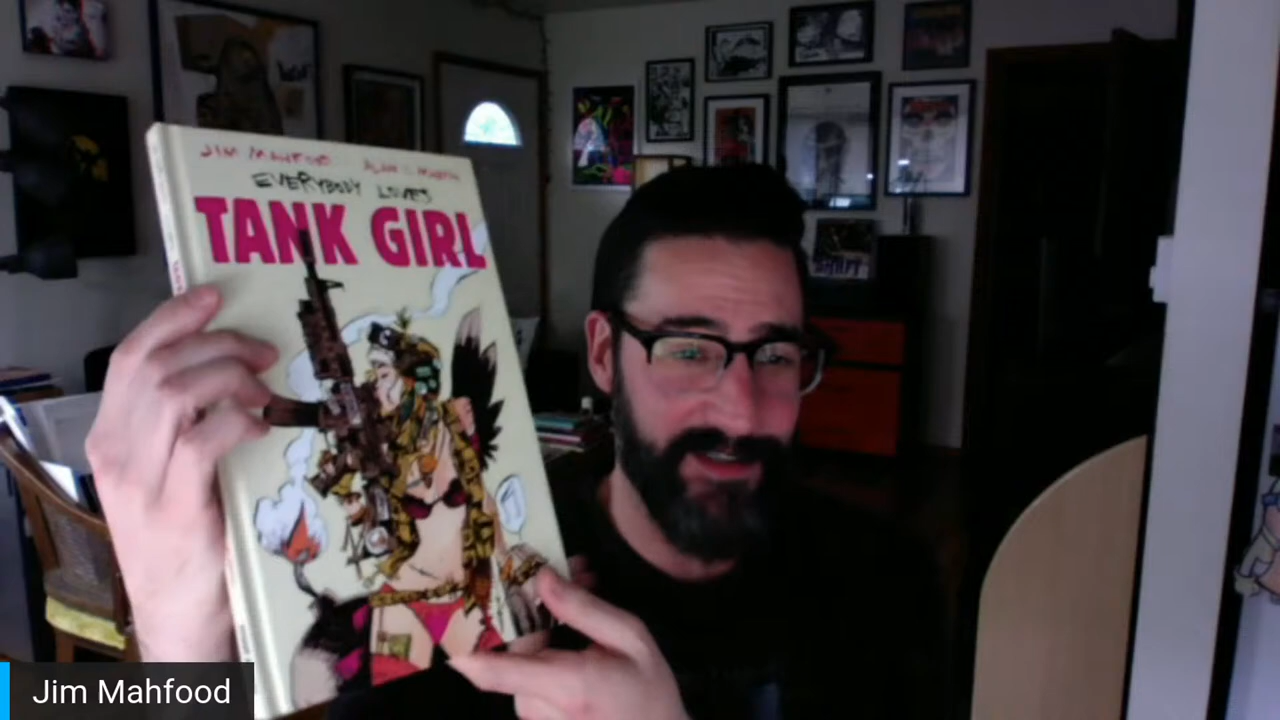 JIM MAHFOOD ALAN C. MARTIN
EVERYBODY LOVES
TANK GIRL
Jim Mahfood